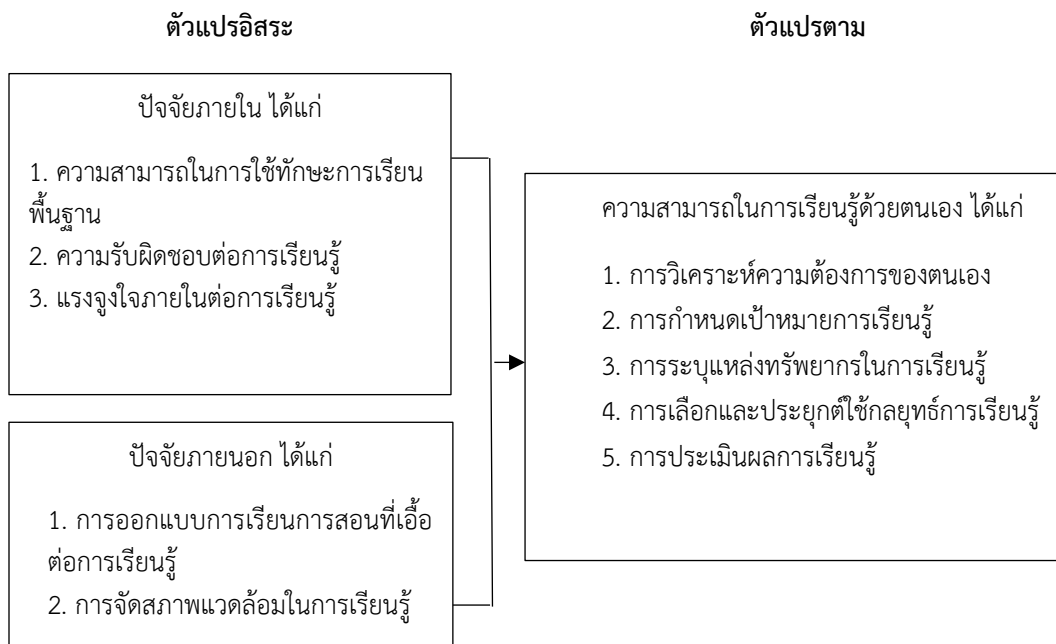 ตัวแปรอิสระ
ตัวแปรตาม
ปัจจัยภายใน ได้แก่
1. ความสามารถในการใช้ทักษะการเรียน
พื้นฐาน
2. ความรับผิดชอบต่อการเรียนรู้
3. แรงจูงใจภายในต่อการเรียนรู้
ปัจจัยภายนอก ได้แก่
1. การออกแบบการเรียนการสอนที่เอื้อ
ต่อการเรียนรู้
2. การจัดสภาพแวดล้อมในการเรียนรู้
ความสามารถในการเรียนรู้ด้วยตนเอง ได้แก่
1. การวิเคราะห์ความต้องการของตนเอง
2. การกำหนดเป้าหมายการเรียนรู้
3. การระบุแหล่งทรัพยากรในการเรียนรู้
4. การเลือกและประยุกต์ใช้กลยุทธ์การเรียนรู้
5. การประเมินผลการเรียนรู้